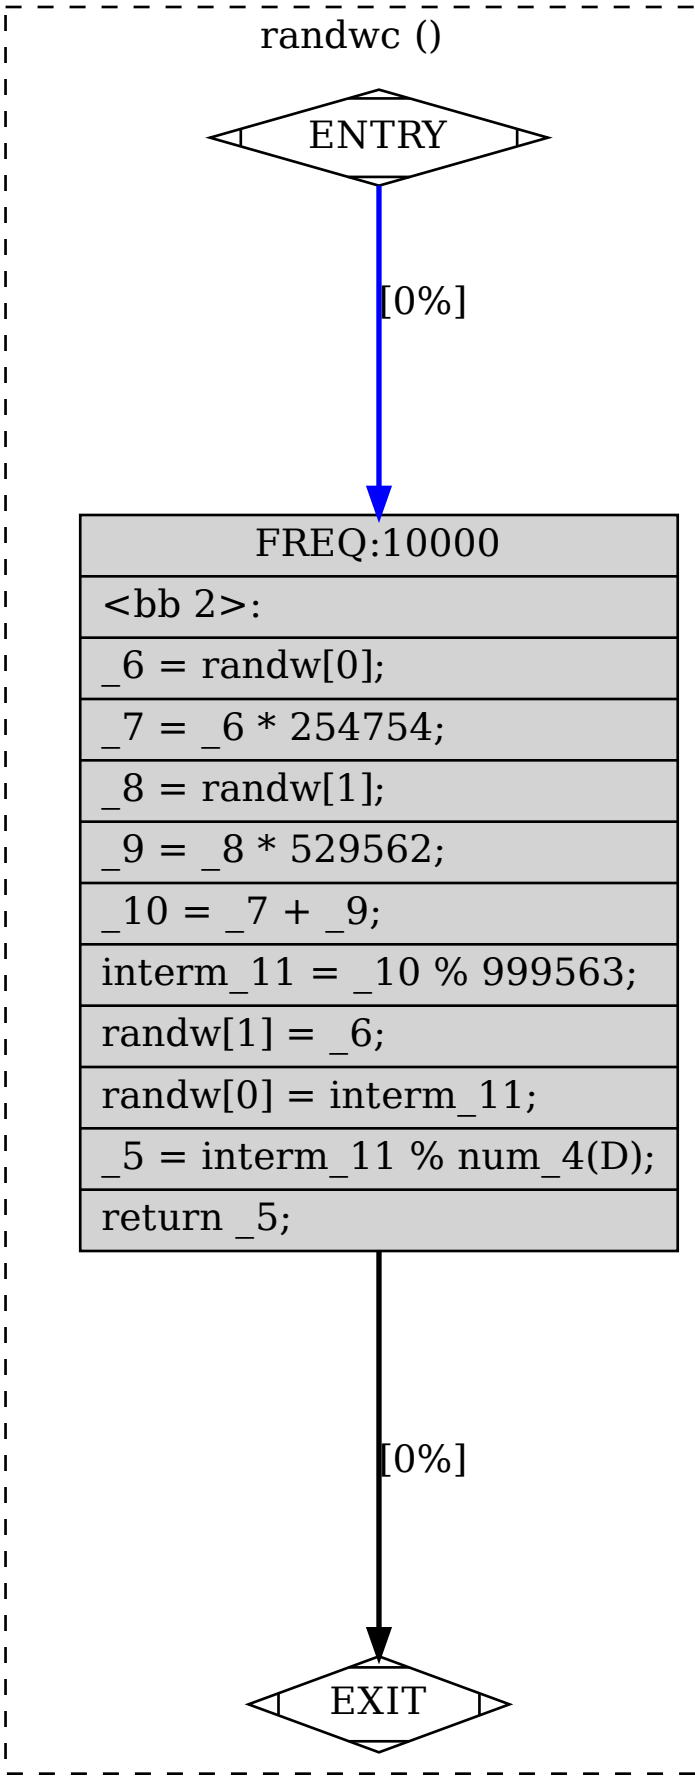 randwc ()
ENTRY
[0%]
FREQ:10000
<bb 2>:
_6 = randw[0];
_7 = _6 * 254754;
_8 = randw[1];
_9 = _8 * 529562;
_10 = _7 + _9;
interm_11 = _10 % 999563;
randw[1] = _6;
randw[0] = interm_11;
_5 = interm_11 % num_4(D);
return _5;
[0%]
EXIT